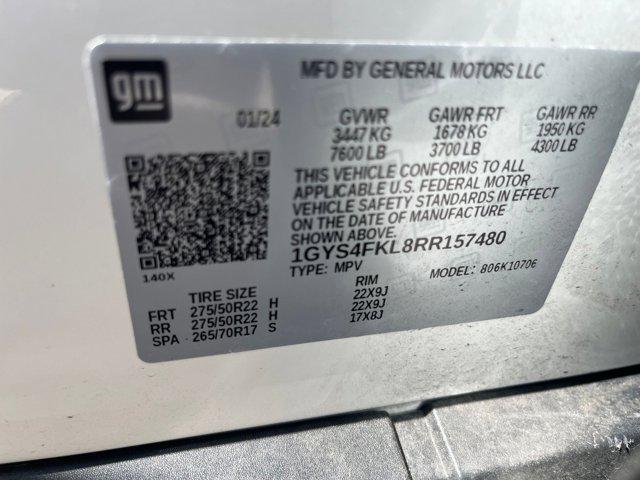 gm
MFD BY GENERAL MOTORS LLC
01/24 GVWR GAWR FRT GAWR RR
3447 KG 1678 KG 1950 KG
7600 LB 3700 LB 4300 LB
THIS VEHICLE CONFORMS TO ALL
APPLICABLE U.S. FEDERAL MOTOR
VEHICLE SAFETY STANDARDS IN EFFECT
ON THE DATE OF MANUFACTURE
SHOWN ABOVE.
1GYS4FKL8RR157480
TYPE: MPV MODEL: 806K10706
140X
TIRE SIZE RIM
FRT 275/50R22 H 22X9J
RR 275/50R22 H 22X9J
SPA 265/70R17 S 17X8J